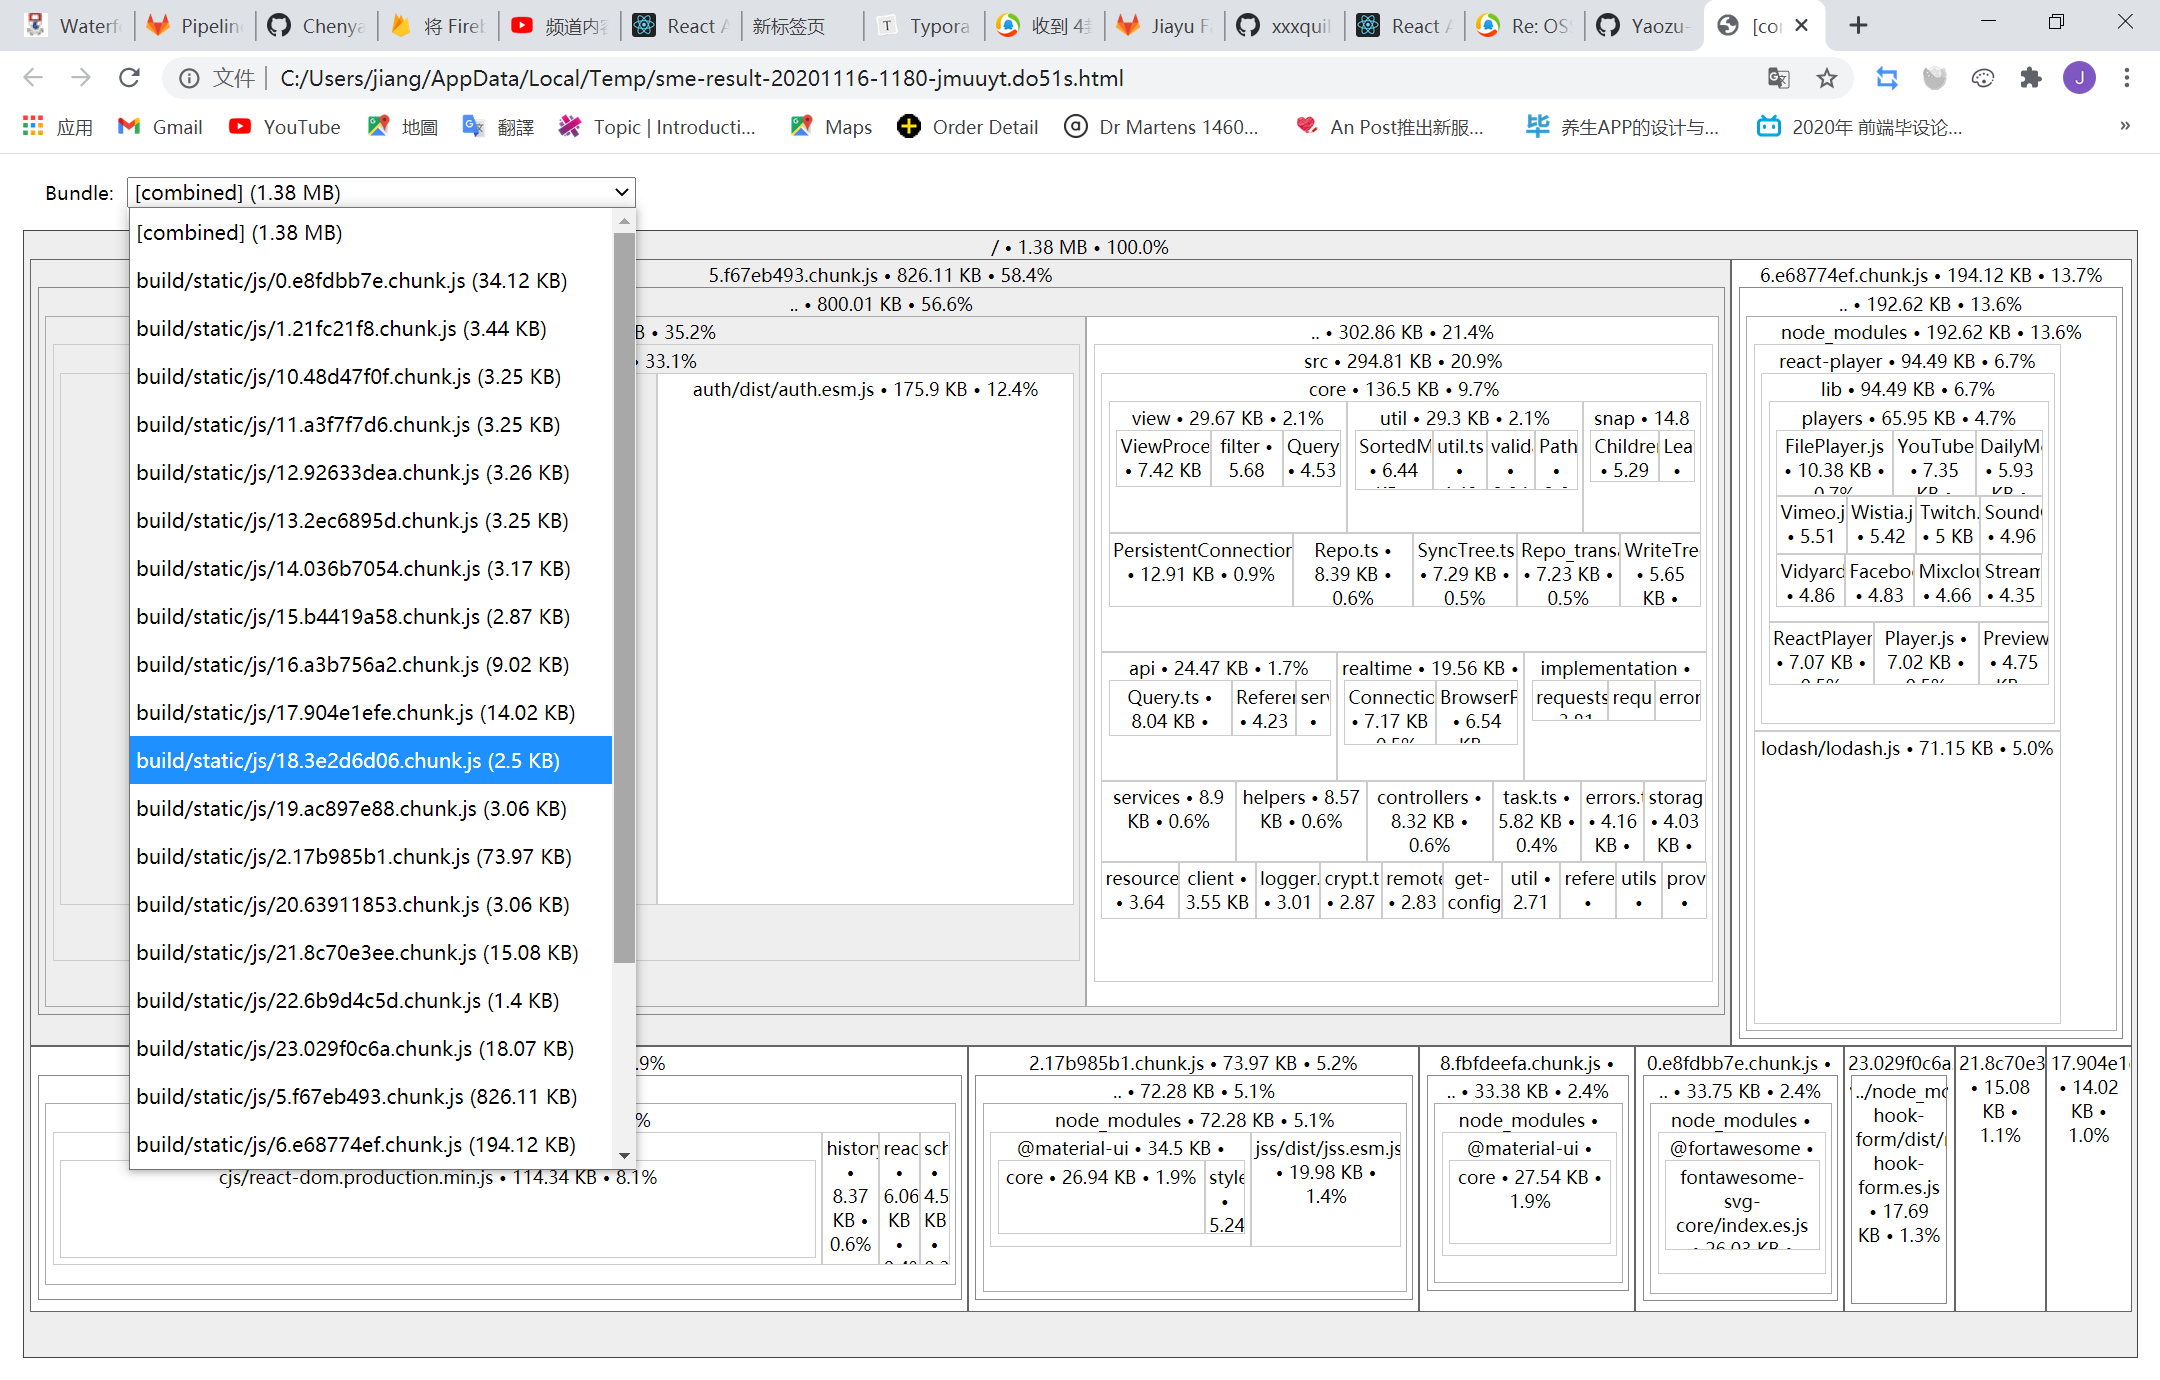 Waterf
Pipelin
Chenya
将 Fireb
频道内容
React A
新标签页
Typora
收到 4封
Jiayu Fa
xxxquil
React A
Re: OSS
Yaozu-
[co
文件
C:/Users/jiang/AppData/Local/Temp/sme-result-20201116-1180-jmuuyt.do51s.html
J
应用
Gmail
YouTube
地圖
翻譯
Topic | Introducti...
Maps
Order Detail
Dr Martens 1460...
An Post推出新服...
养生APP的设计与...
2020年 前端毕设论...
»
Bundle:
[combined] (1.38 MB)
[combined] (1.38 MB)
build/static/js/0.e8fdbb7e.chunk.js (34.12 KB)
build/static/js/1.21fc21f8.chunk.js (3.44 KB)
build/static/js/10.48d47f0f.chunk.js (3.25 KB)
build/static/js/11.a3f7f7d6.chunk.js (3.25 KB)
build/static/js/12.92633dea.chunk.js (3.26 KB)
build/static/js/13.2ec6895d.chunk.js (3.25 KB)
build/static/js/14.036b7054.chunk.js (3.17 KB)
build/static/js/15.b4419a58.chunk.js (2.87 KB)
build/static/js/16.a3b756a2.chunk.js (9.02 KB)
build/static/js/17.904e1efe.chunk.js (14.02 KB)
build/static/js/18.3e2d6d06.chunk.js (2.5 KB)
build/static/js/19.ac897e88.chunk.js (3.06 KB)
build/static/js/2.17b985b1.chunk.js (73.97 KB)
build/static/js/20.63911853.chunk.js (3.06 KB)
build/static/js/21.8c70e3ee.chunk.js (15.08 KB)
build/static/js/22.6b9d4c5d.chunk.js (1.4 KB)
build/static/js/23.029f0c6a.chunk.js (18.07 KB)
build/static/js/5.f67eb493.chunk.js (826.11 KB)
build/static/js/6.e68774ef.chunk.js (194.12 KB)
/ • 1.38 MB • 100.0%
5.f67eb493.chunk.js • 826.11 KB • 58.4%
.. • 800.01 KB • 56.6%
B • 35.2%
• 33.1%
auth/dist/auth.esm.js • 175.9 KB • 12.4%
.. • 302.86 KB • 21.4%
src • 294.81 KB • 20.9%
core • 136.5 KB • 9.7%
view • 29.67 KB • 2.1%
ViewProce
• 7.42 KB
filter •
5.68
Query
• 4.53
util • 29.3 KB • 2.1%
SortedM
• 6.44
util.ts
•
valid
•
Path
•
snap • 14.8
Childre
• 5.29
Lea
•
PersistentConnection
• 12.91 KB • 0.9%
Repo.ts •
8.39 KB •
0.6%
SyncTree.ts
• 7.29 KB •
0.5%
Repo_trans
• 7.23 KB •
0.5%
WriteTre
• 5.65
KB •
api • 24.47 KB • 1.7%
Query.ts •
8.04 KB •
Referen
• 4.23
serv
•
realtime • 19.56 KB •
Connectio
• 7.17 KB
0.5%
BrowserP
• 6.54
KB
implementation •
requests
requ
error
services • 8.9
KB • 0.6%
helpers • 8.57
KB • 0.6%
controllers •
8.32 KB •
0.6%
task.ts •
5.82 KB •
0.4%
errors.t
• 4.16
KB •
storag
• 4.03
KB •
resource
• 3.64
client •
3.55 KB
logger.
• 3.01
crypt.t
• 2.87
remote
• 2.83
get-
config
util •
2.71
refere
•
utils
•
prov
•
6.e68774ef.chunk.js • 194.12 KB • 13.7%
.. • 192.62 KB • 13.6%
node_modules • 192.62 KB • 13.6%
react-player • 94.49 KB • 6.7%
lib • 94.49 KB • 6.7%
players • 65.95 KB • 4.7%
FilePlayer.js
• 10.38 KB •
0.7%
YouTube
• 7.35
KB •
DailyMo
• 5.93
KB •
Vimeo.j
• 5.51
Wistia.j
• 5.42
Twitch.
• 5 KB
Sound
• 4.96
Vidyard
• 4.86
Facebo
• 4.83
Mixclou
• 4.66
Stream
• 4.35
ReactPlayer
• 7.07 KB •
0.5%
Player.js •
7.02 KB •
0.5%
Preview
• 4.75
KB •
lodash/lodash.js • 71.15 KB • 5.0%
.9%
%
cjs/react-dom.production.min.js • 114.34 KB • 8.1%
history
•
8.37
KB •
0.6%
reac
•
6.06
KB
•
sch
•
4.5
KB
•
2.17b985b1.chunk.js • 73.97 KB • 5.2%
.. • 72.28 KB • 5.1%
node_modules • 72.28 KB • 5.1%
@material-ui • 34.5 KB •
core • 26.94 KB • 1.9%
style
•
5.24
jss/dist/jss.esm.js
• 19.98 KB •
1.4%
8.fbfdeefa.chunk.js •
.. • 33.38 KB • 2.4%
node_modules •
@material-ui •
core • 27.54 KB •
1.9%
0.e8fdbb7e.chunk.js •
.. • 33.75 KB • 2.4%
node_modules •
@fortawesome •
fontawesome-
svg-
core/index.es.js
• 26.03 KB •
23.029f0c6a
../node_mo
hook-
form/dist/
hook-
form.es.js
• 17.69
KB • 1.3%
21.8c70e3
• 15.08
KB •
1.1%
17.904e1
• 14.02
KB •
1.0%